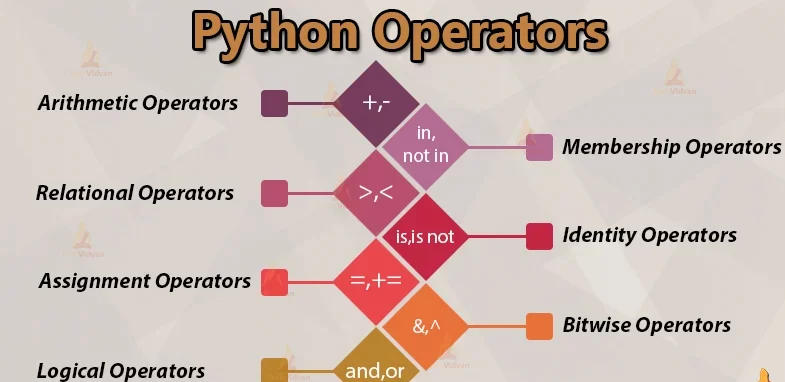 Python Operators
Arithmetic Operators
+,-
in,
not in
Membership Operators
Relational Operators
>,<
is,is not
Identity Operators
Assignment Operators
=,+=
&,^
Bitwise Operators
Logical Operators
and,or